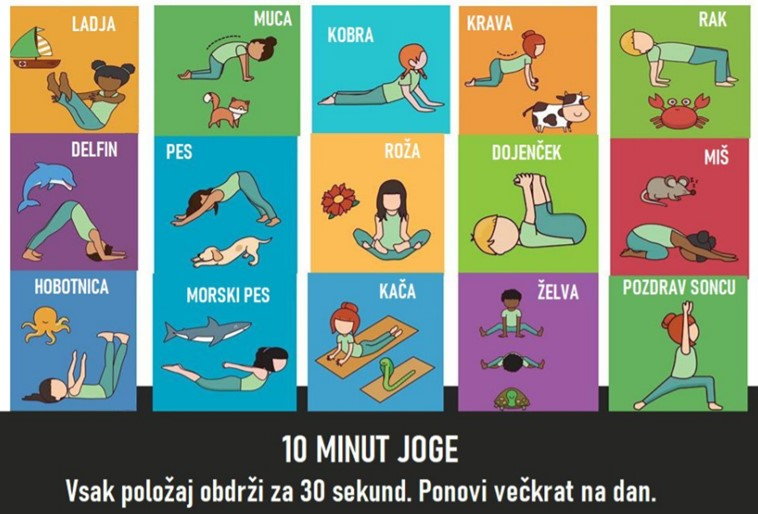 LADJA
MUCA
KOBRA
KRAVA
RAK
DELFIN
PES
ROŽA
DOJENČEK
MIŠ
HOBOTNICA
MORSKI PES
KAČA
ŽELVA
POZDRAV SONCU
10 MINUT JOGE
Vsak položaj obdrži za 30 sekund. Ponovi večkrat na dan.